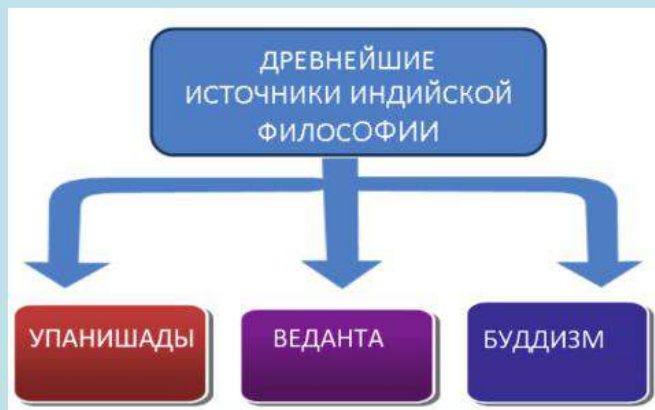 ДРЕВНЕЙШИЕ
ИСТОЧНИКИ ИНДИЙСКОЙ
ФИЛОСОФИИ
УПАНИШАДЫ
ВЕДАНТА
БУДДИЗМ